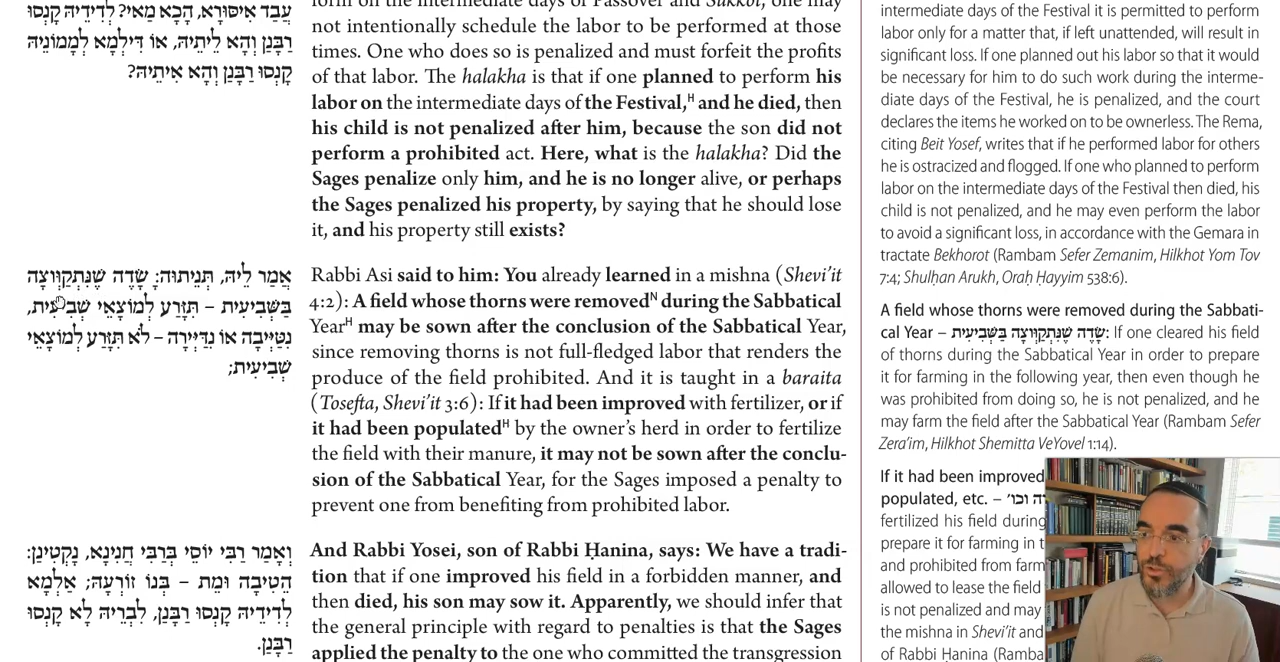 עֲבַד אִיסּוּרָא, הָכָא מַאי? לְדִידֵיהּ קָנְסוּ
רַבָּנַן וְהָא לֵיתֵיהּ, אוֹ דִּילְמָא לְמָמוֹנֵיהּ
קָנְסוּ רַבָּנַן וְהָא אִיתֵיהּ?
אֲמַר לֵיהּ, תְּנֵיתוּהּ: שָׂדֶה שֶׁנִּתְקַוְּוצָה
בַּשְּׁבִיעִית – תִּזָּרַע לְמוֹצָאֵי שְׁבִיעִית,
נִטַּיְּיבָה אוֹ נִדַּיְּירָה – לֹא תִּזָּרַע לְמוֹצָאֵי
שְׁבִיעִית;
וְאָמַר רַבִּי יוֹסֵי בְּרַבִּי חֲנִינָא, נָקְטִינַן:
הֵטִיבָהּ וּמֵת – בְּנוֹ זוֹרְעָהּ; אַלְמָא
לְדִידֵיהּ קָנְסוּ רַבָּנַן, לִבְרֵיהּ לָא קָנְסוּ
רַבָּנַן.
form on the intermediate days of Passover and Sukkot, one may
not intentionally schedule the labor to be performed at those
times. One who does so is penalized and must forfeit the profits
of that labor. The halakha is that if one planned to perform his
labor on the intermediate days of the Festival,H and he died, then
his child is not penalized after him, because the son did not
perform a prohibited act. Here, what is the halakha? Did the
Sages penalize only him, and he is no longer alive, or perhaps
the Sages penalized his property, by saying that he should lose
it, and his property still exists?
Rabbi Asi said to him: You already learned in a mishna (Shevi'it
4:2): A field whose thorns were removedN during the Sabbatical
YearH may be sown after the conclusion of the Sabbatical Year,
since removing thorns is not full-fledged labor that renders the
produce of the field prohibited. And it is taught in a baraita
(Tosefta, Shevi'it 3:6): If it had been improved with fertilizer, or if
it had been populatedH by the owner's herd in order to fertilize
the field with their manure, it may not be sown after the conclu-
sion of the Sabbatical Year, for the Sages imposed a penalty to
prevent one from benefiting from prohibited labor.
And Rabbi Yosei, son of Rabbi Ḥanina, says: We have a tradi-
tion that if one improved his field in a forbidden manner, and
then died, his son may sow it. Apparently, we should infer that
the general principle with regard to penalties is that the Sages
applied the penalty to the one who committed the transgression
intermediate days of the Festival it is permitted to perform
labor only for a matter that, if left unattended, will result in
significant loss. If one planned out his labor so that it would
be necessary for him to do such work during the interme-
diate days of the Festival, he is penalized, and the court
declares the items he worked on to be ownerless. The Rema,
citing Beit Yosef, writes that if he performed labor for others
he is ostracized and flogged. If one who planned to perform
labor on the intermediate days of the Festival then died, his
child is not penalized, and he may even perform the labor
to avoid a significant loss, in accordance with the Gemara in
tractate Bekhorot (Rambam Sefer Zemanim, Hilkhot Yom Tov
7:4; Shulḥan Arukh, Oraḥ Ḥayyim 538:6).
A field whose thorns were removed during the Sabbati-
cal Year – שָׂדֶה שֶׁנִּתְקַוְּוצָה בַּשְּׁבִיעִית: If one cleared his field
of thorns during the Sabbatical Year in order to prepare
it for farming in the following year, then even though he
was prohibited from doing so, he is not penalized, and he
may farm the field after the Sabbatical Year (Rambam Sefer
Zera'im, Hilkhot Shemitta VeYovel 1:14).
If it had been improved
populated, etc. – וכו׳
fertilized his field during
prepare it for farming in t
and prohibited from farm
allowed to lease the field
is not penalized and may
the mishna in Shevi'it and
of Rabbi Ḥanina (Ramba